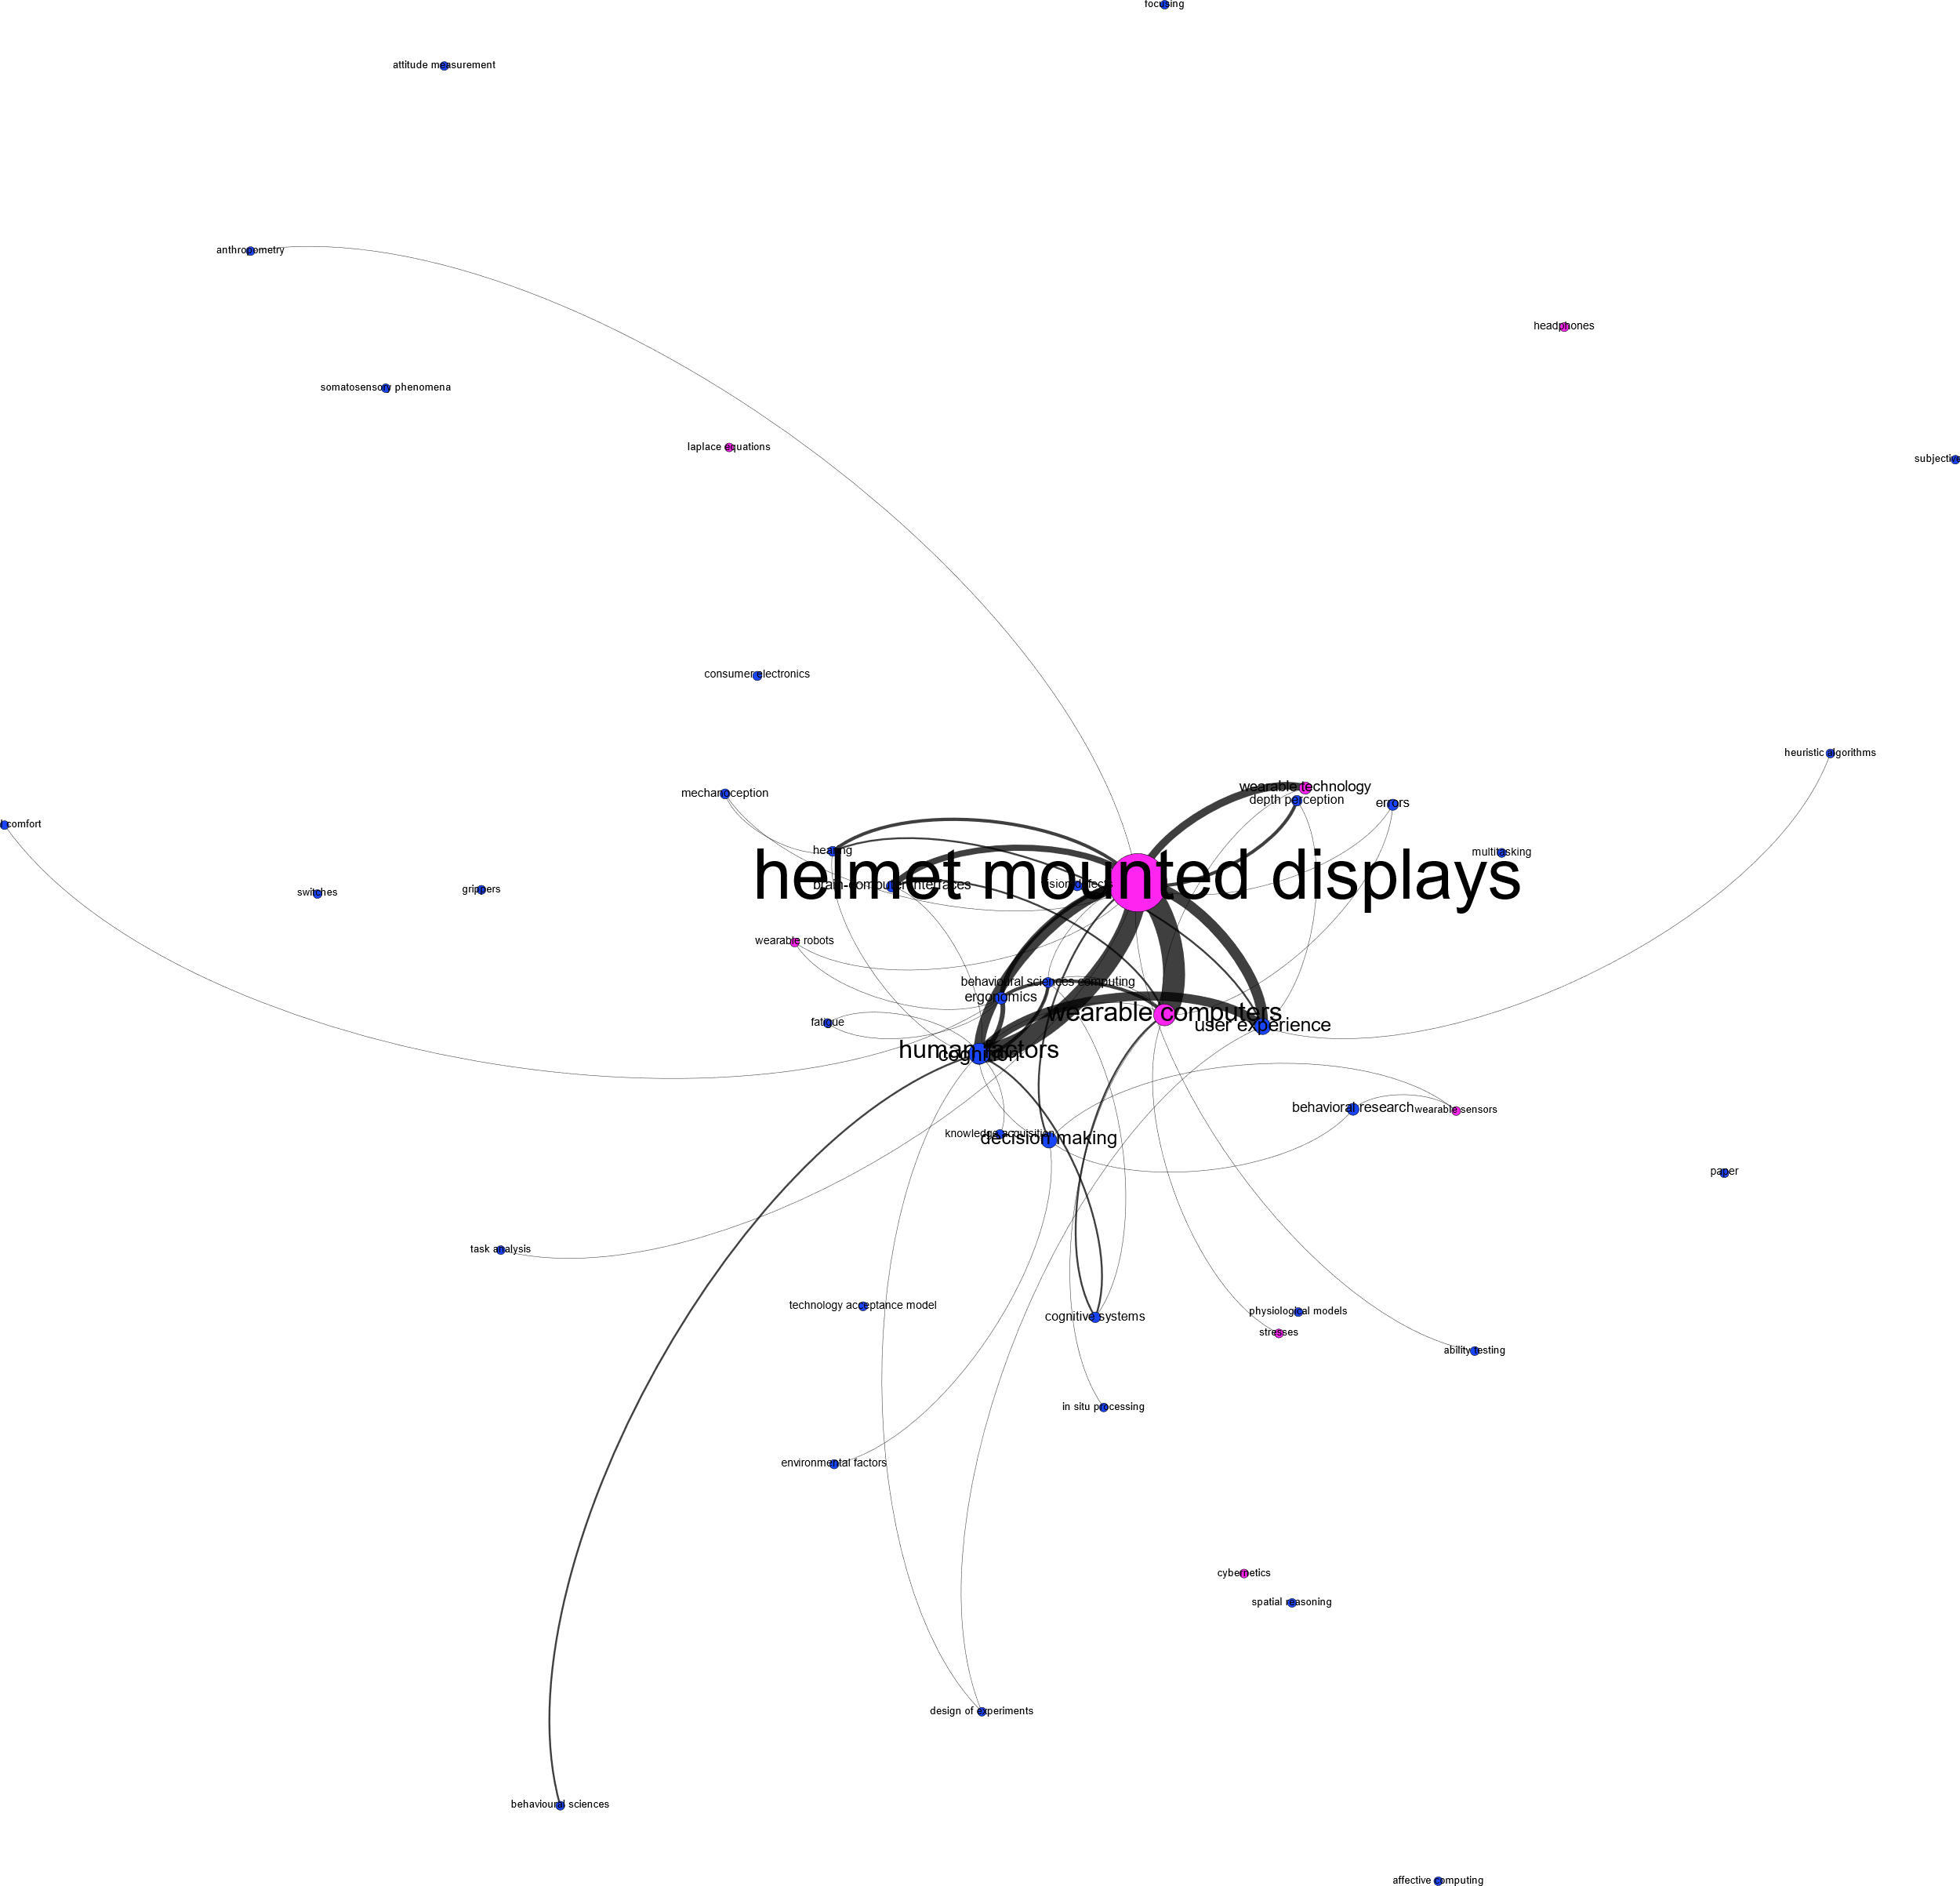 focusing
attitude measurement
anthropometry
headphones
somatosensory phenomena
laplace equations
subjective
consumer electronics
heuristic algorithms
wearable technology
mechanoception
depth perception
errors
comfort
hearing
multitasking
helmet mounted displays
brain-computer interfaces
switches
grippers
wearable robots
behavioural sciences computing
ergonomics
wearable computers
fatigue
user experience
human factors
cognition
behavioral research
wearable sensors
knowledge acquisition
decision making
paper
task analysis
technology acceptance model
physiological models
cognitive systems
stresses
ability testing
in situ processing
environmental factors
cybernetics
spatial reasoning
design of experiments
behavioural sciences
affective computing